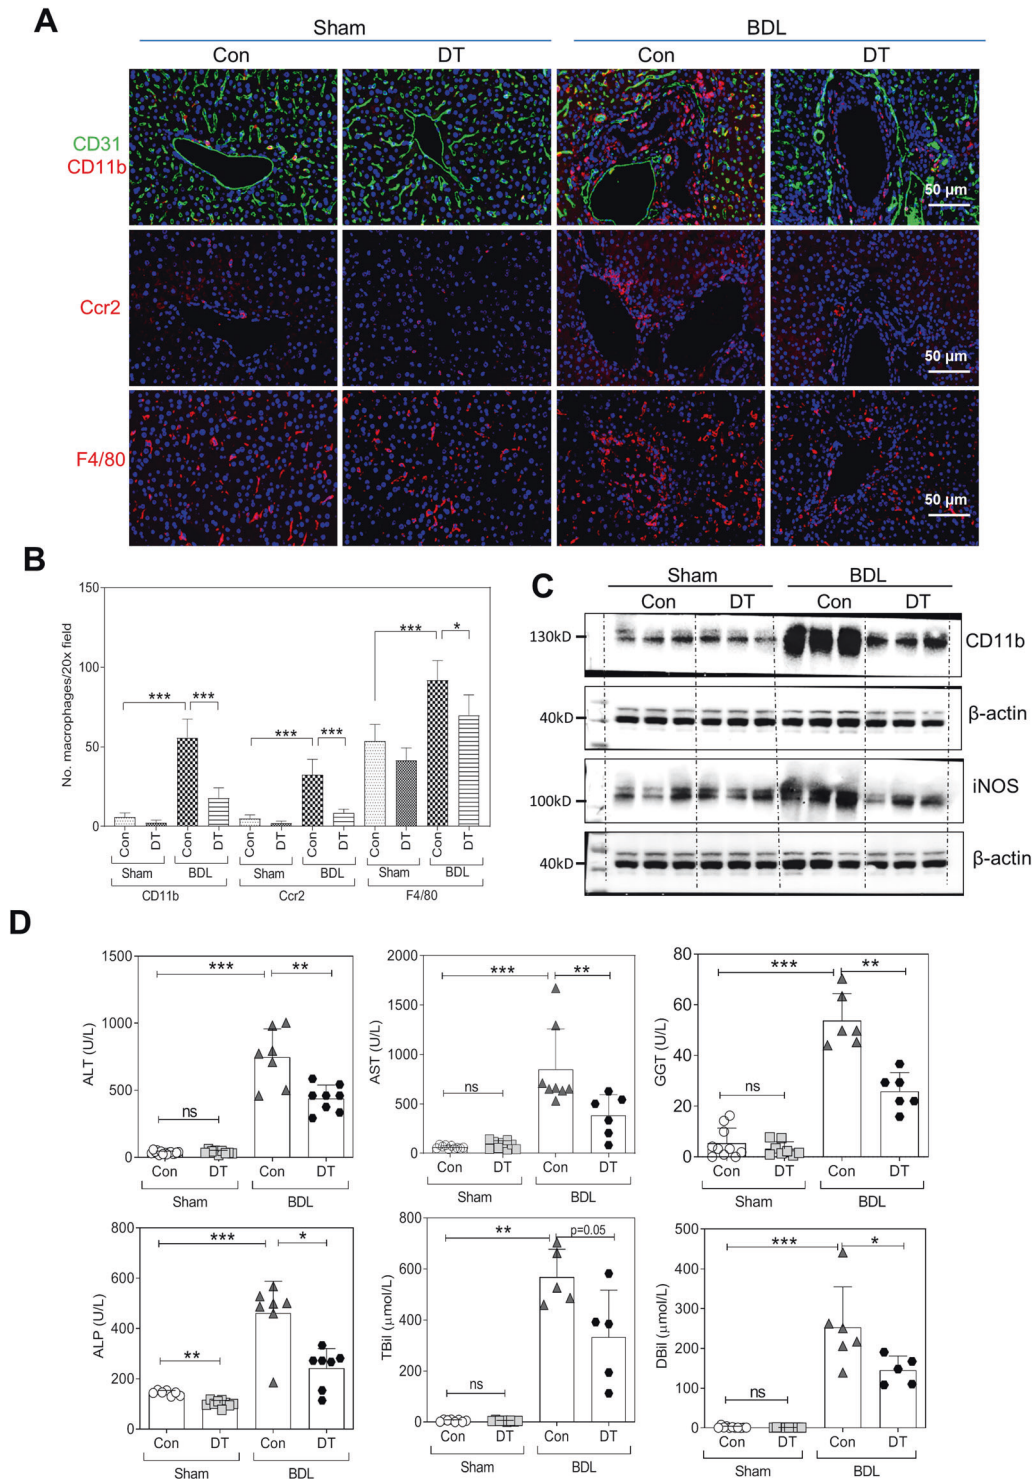 A
Sham BDL
Con DT Con DT
CD31
CD11b
50 µm
Ccr2
50 µm
F4/80
50 µm
B
No. macrophages/20x field
150
100
50
0
*** *** *** *** *** *
Con DT Con DT Con DT Con DT Con DT Con DT
Sham BDL Sham BDL Sham BDL
CD11b Ccr2 F4/80
C
Sham BDL
Con DT Con DT
130kD CD11b
40kD β-actin
100kD iNOS
40kD β-actin
D
ALT (U/L)
1500
1000
500
0
*** **
ns
Con DT Con DT
Sham BDL
AST (U/L)
2000
1500
1000
500
0
*** **
ns
Con DT Con DT
Sham BDL
GGT (U/L)
80
60
40
20
0
*** **
ns
Con DT Con DT
Sham BDL
ALP (U/L)
800
600
400
200
0
*** *
**
Con DT Con DT
Sham BDL
TBil (μmol/L)
800
600
400
200
0
** p=0.05
ns
Con DT Con DT
Sham BDL
DBil (μmol/L)
500
400
300
200
100
0
*** *
ns
Con DT Con DT
Sham BDL